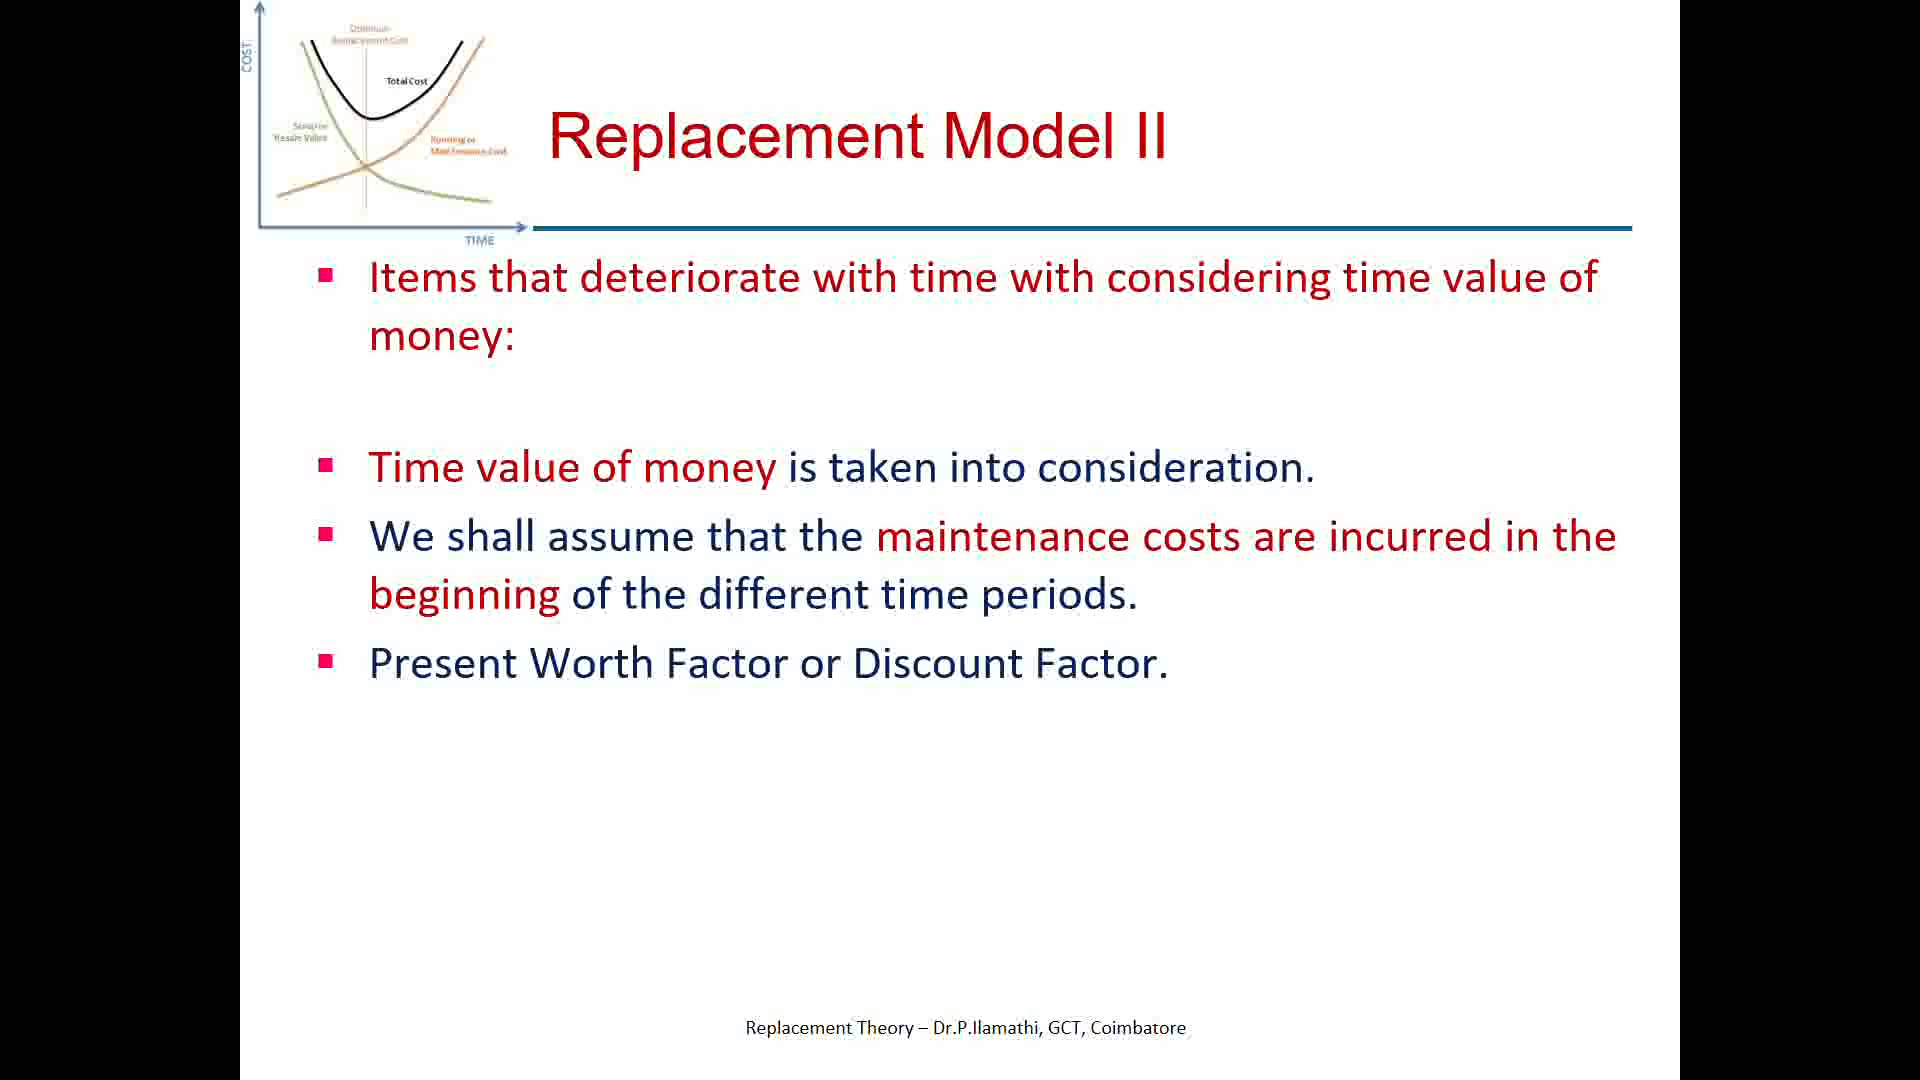 COST
Optimum
Replacement Cost
Total Cost
Scrap or
Resale Value
Running or
Maintenance Cost
TIME
Replacement Model II
Items that deteriorate with time with considering time value of
money:
Time value of money is taken into consideration.
We shall assume that the maintenance costs are incurred in the
beginning of the different time periods.
Present Worth Factor or Discount Factor.
Replacement Theory – Dr.P.Ilamathi, GCT, Coimbatore